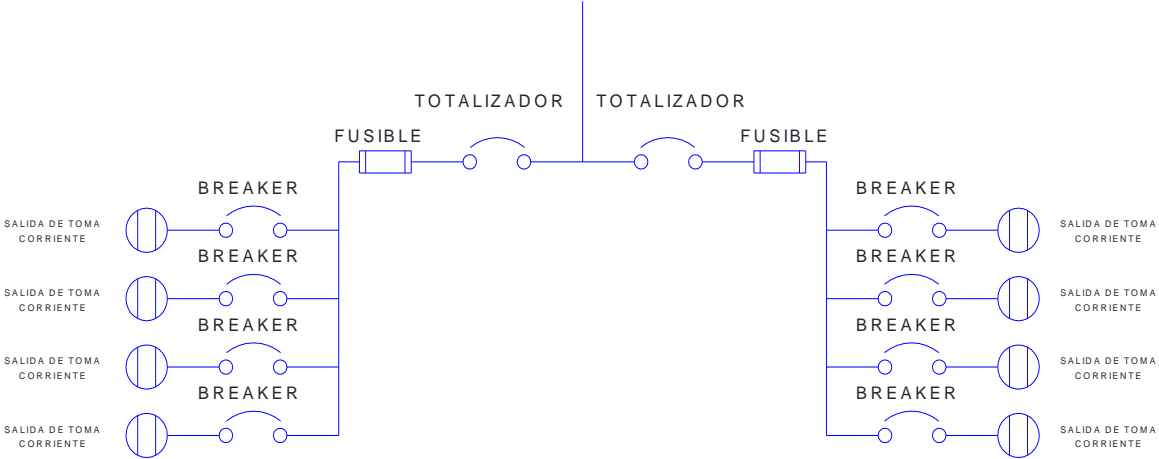 TOTALIZADOR TOTALIZADOR
FUSIBLE FUSIBLE
BREAKER BREAKER
SALIDA DE TOMA
CORRIENTE
SALIDA DE TOMA
CORRIENTE
BREAKER BREAKER
SALIDA DE TOMA
CORRIENTE
SALIDA DE TOMA
CORRIENTE
BREAKER BREAKER
SALIDA DE TOMA
CORRIENTE
SALIDA DE TOMA
CORRIENTE
BREAKER BREAKER
SALIDA DE TOMA
CORRIENTE
SALIDA DE TOMA
CORRIENTE